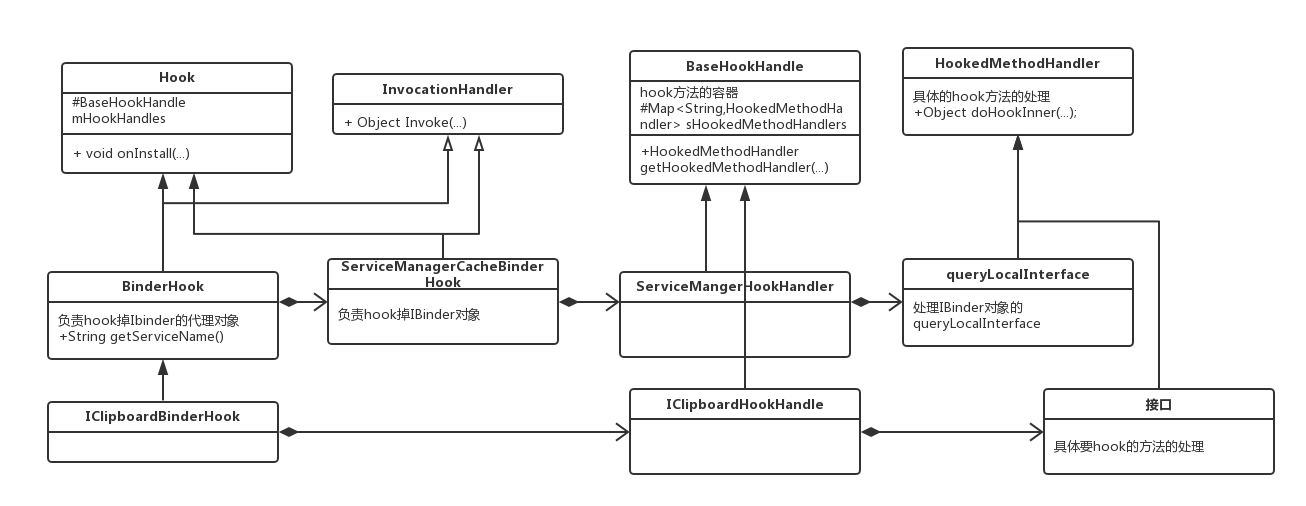 Hook
#BaseHookHandle
mHookHandles
+ void onInstall(...)
InvocationHandler
+ Object Invoke(...)
BaseHookHandle
hook方法的容器
#Map<String,HookedMethodHa
ndler> sHookedMethodHandlers
+HookedMethodHandler
getHookedMethodHandler(...)
HookedMethodHandler
具体的hook方法的处理
+Object doHookInner(...);
BinderHook
负责hook掉Ibinder的代理对象
+String getServiceName()
ServiceManagerCacheBinder
Hook
负责hook掉IBinder对象
ServiceMangerHookHandler
queryLocalInterface
处理IBinder对象的
queryLocalInterface
IClipboardBinderHook
IClipboardHookHandle
接口
具体要hook的方法的处理